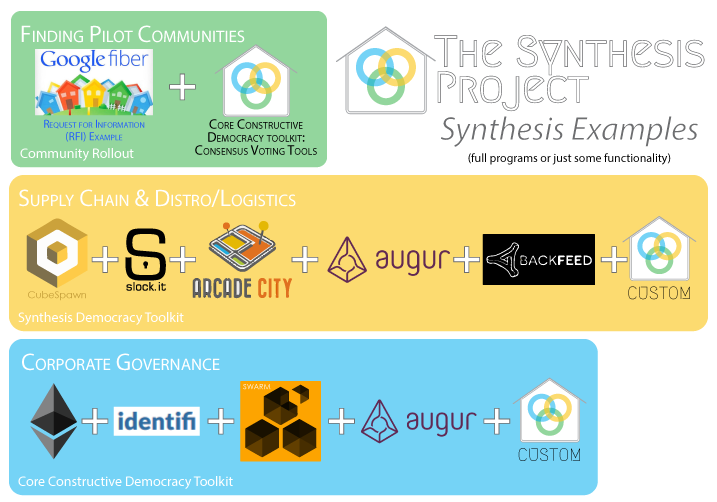 FINDING PILOT COMMUNITIES
Google fiber
REQUEST FOR INFORMATION
(RFI) EXAMPLE
CORE CONSTRUCTIVE
DEMOCRACY TOOLKIT:
CONSENSUS VOTING TOOLS
Community Rollout
THE SYNTHESIS
PROJECT
Synthesis Examples
(full programs or just some functionality)
SUPPLY CHAIN & DISTRO/LOGISTICS
CubeSpawn
slock.it
ARCADE CITY
augur
BACKFEED
CUSTOM
Synthesis Democracy Toolkit
CORPORATE GOVERNANCE
identifi
SWARM
augur
CUSTOM
Core Constructive Democracy Toolkit